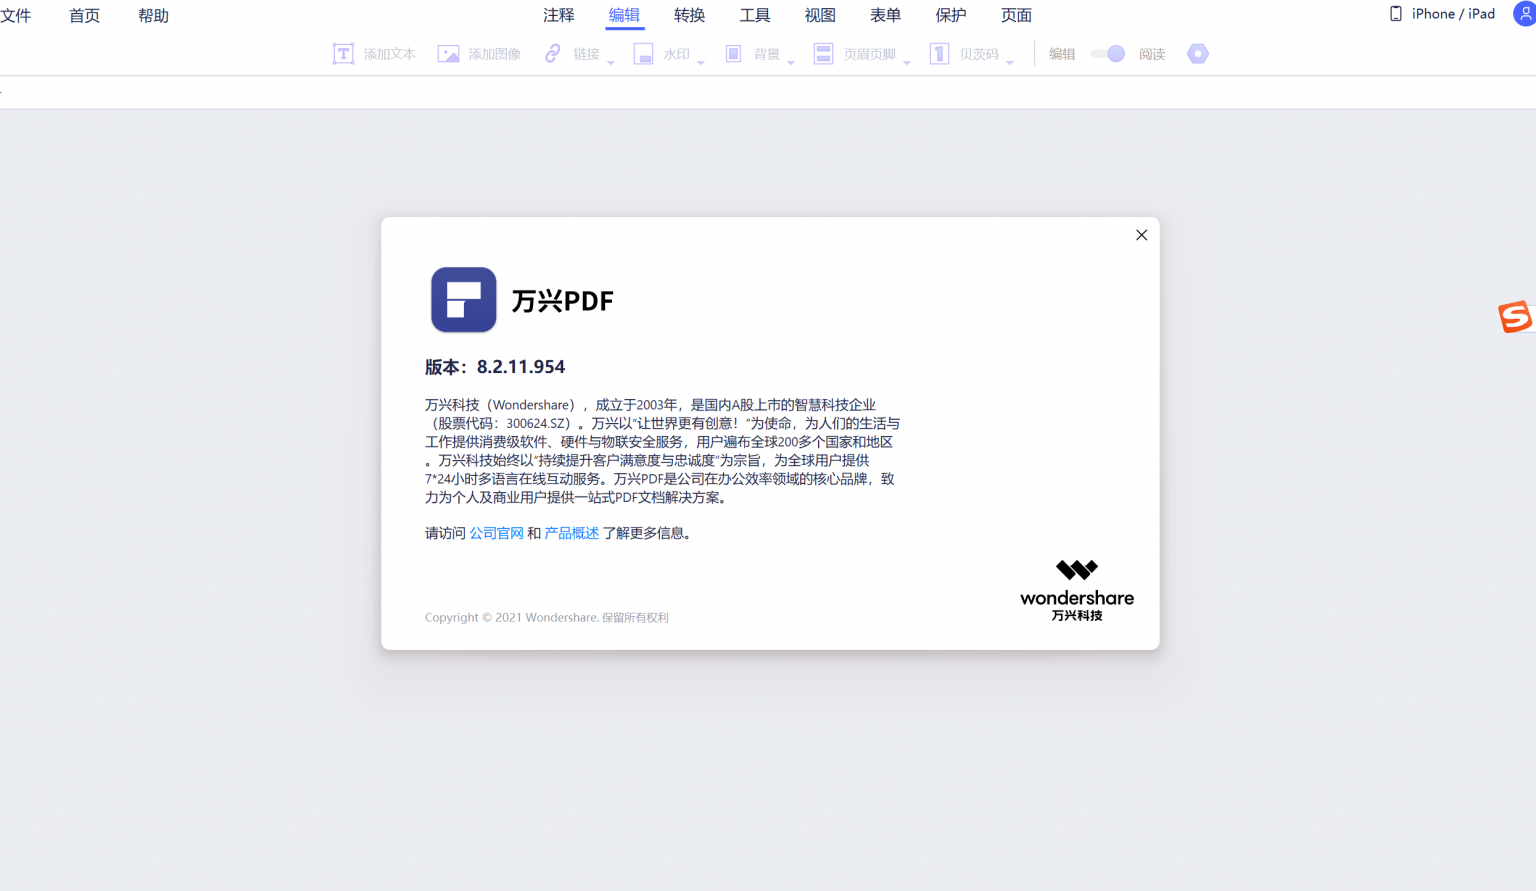 文件 首页 帮助 注释 编辑 转换 工具 视图 表单 保护 页面 iPhone / iPad
添加文本 添加图像 链接 水印 背景 页眉页脚 贝茨码 编辑 阅读
万兴PDF
版本：8.2.11.954
万兴科技（Wondershare），成立于2003年，是国内A股上市的智慧科技企业
（股票代码：300624.SZ）。万兴以“让世界更有创意！”为使命，为人们的生活与
工作提供消费级软件、硬件与物联安全服务，用户遍布全球200多个国家和地区
。万兴科技始终以“持续提升客户满意度与忠诚度”为宗旨，为全球用户提供
7*24小时多语言在线互动服务。万兴PDF是公司在办公效率领域的核心品牌，致
力为个人及商业用户提供一站式PDF文档解决方案。
请访问 公司官网 和 产品概述 了解更多信息。
wondershare
万兴科技
Copyright © 2021 Wondershare. 保留所有权利